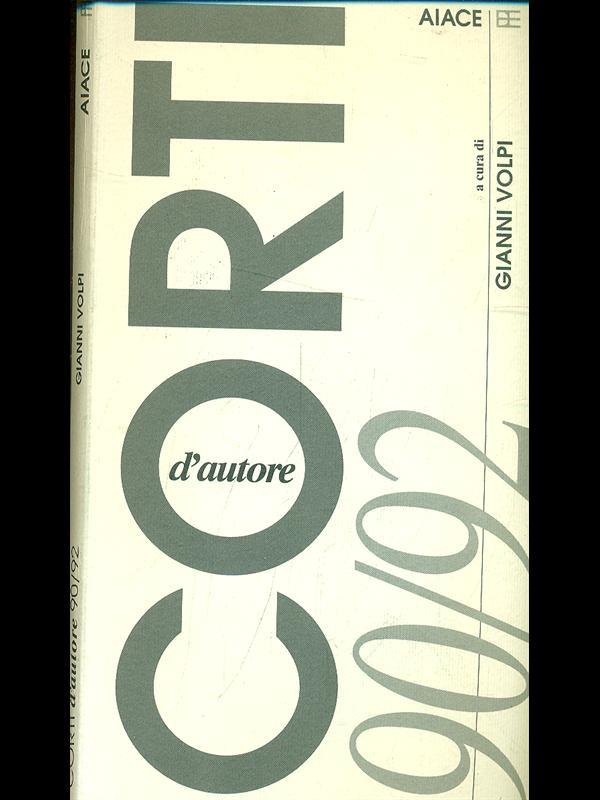 AIACE
CORTI
d'autore
90/92
a cura di
GIANNI VOLPI
CORTI d'autore 90/92
GIANNI VOLPI
AIACE